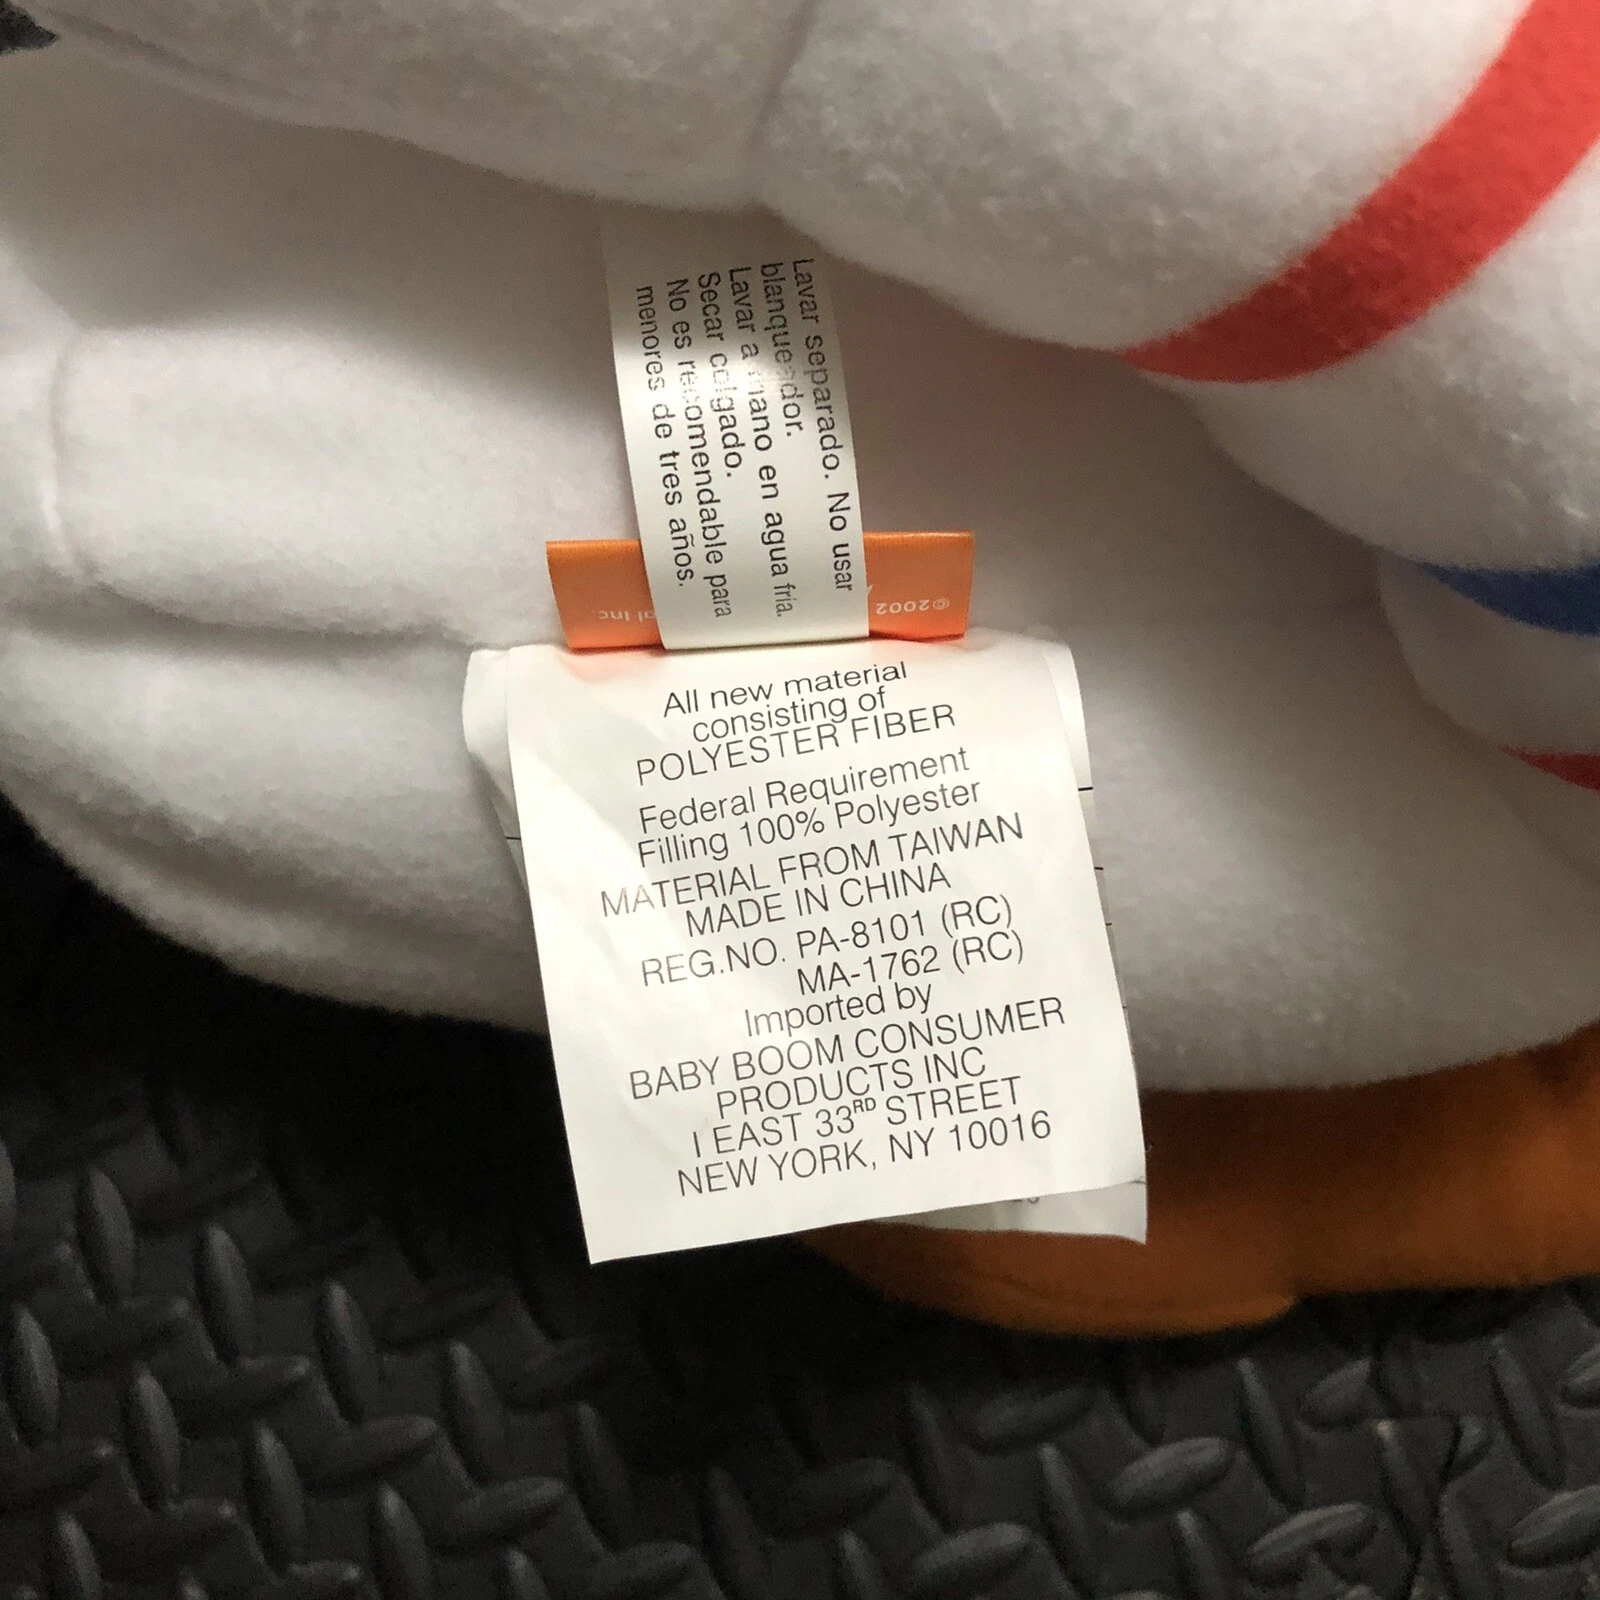 Lavar separado. No usar
blanqueador.
Lavar a mano en agua fria.
Secar colgado.
No es recomendable para
menores de tres años.
©2002
al Inc.
All new material
consisting of
POLYESTER FIBER
Federal Requirement
Filling 100% Polyester
MATERIAL FROM TAIWAN
MADE IN CHINA
REG.NO. PA-8101 (RC)
MA-1762 (RC)
Imported by
BABY BOOM CONSUMER
PRODUCTS INC
I EAST 33RD STREET
NEW YORK, NY 10016